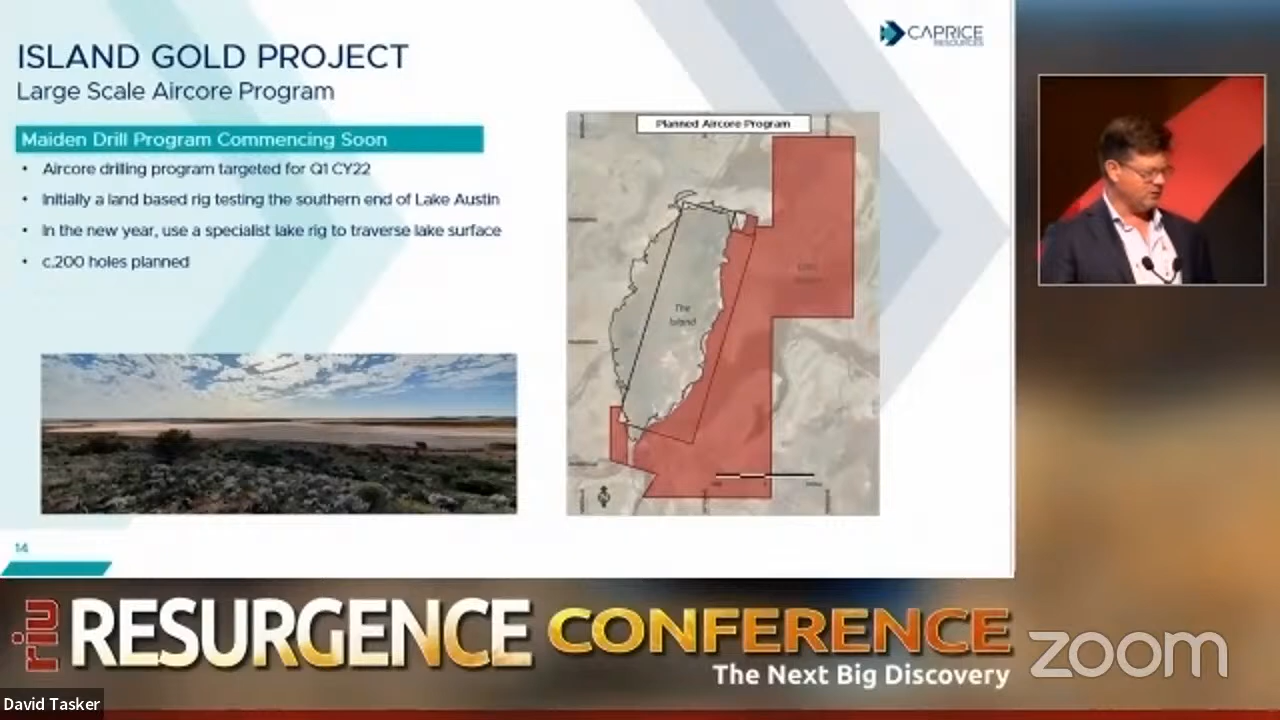 CAPRICE
RESOURCES
ISLAND GOLD PROJECT
Large Scale Aircore Program
Maiden Drill Program Commencing Soon
• Aircore drilling program targeted for Q1 CY22
• Initially a land based rig testing the southern end of Lake Austin
• In the new year, use a specialist lake rig to traverse lake surface
• c.200 holes planned
Planned Aircore Program
The
Island
14
riu RESURGENCE CONFERENCE
The Next Big Discovery
zoom
David Tasker